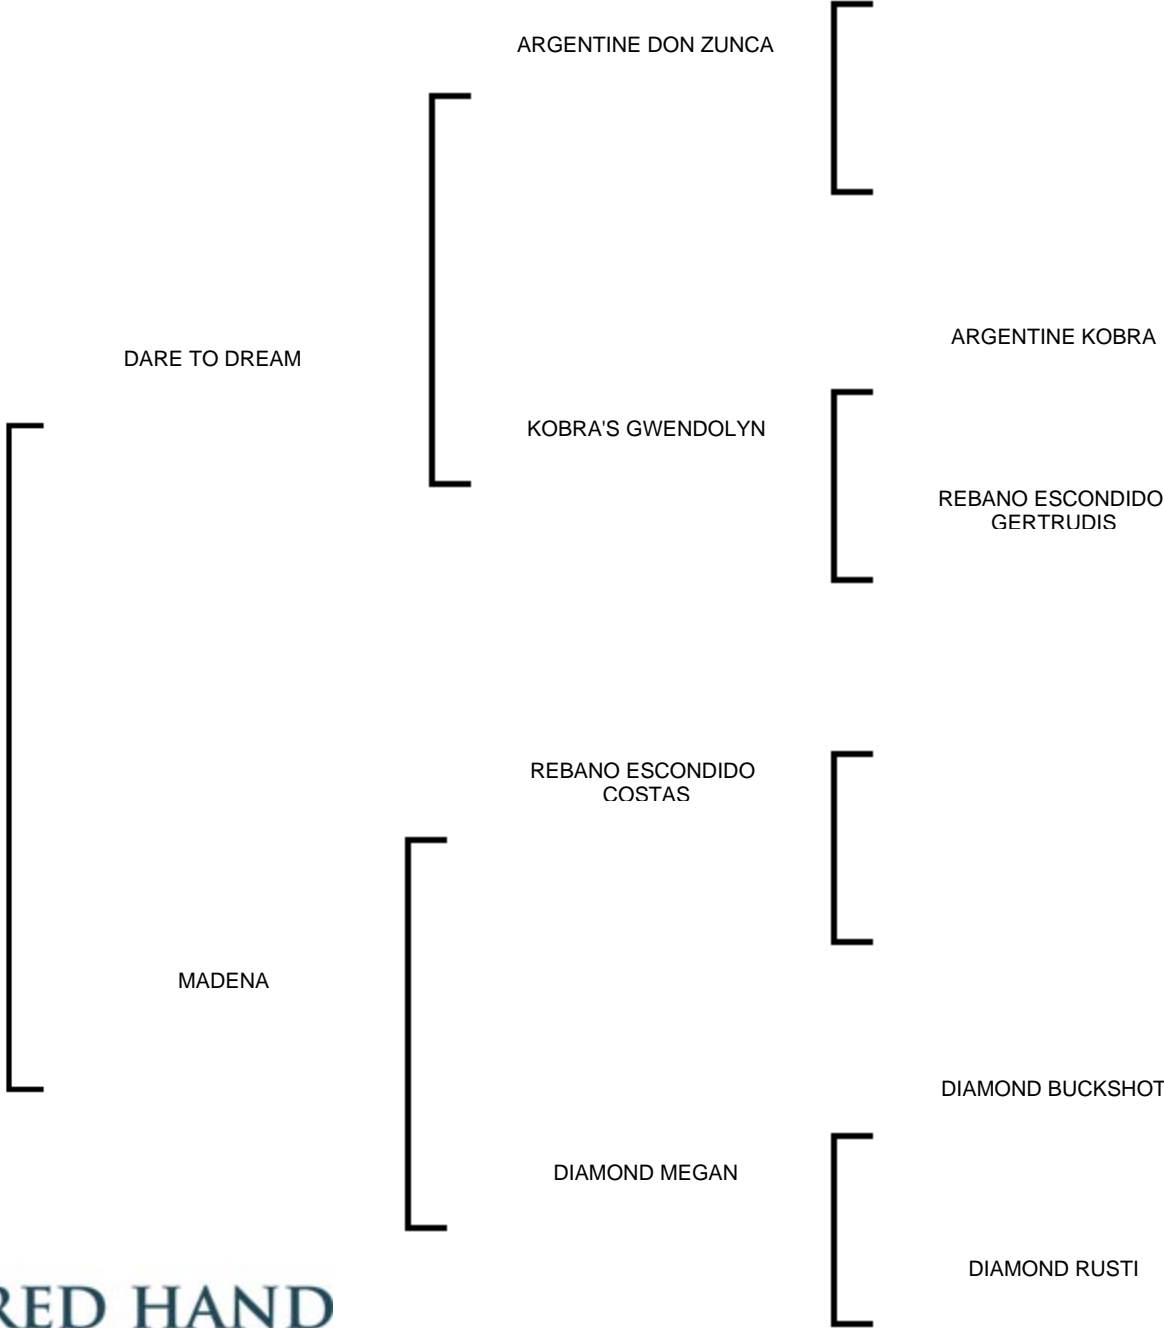 ARGENTINE DON ZUNCA
ARGENTINE KOBRA
DARE TO DREAM
KOBRA'S GWENDOLYN
REBANO ESCONDIDO
GERTRUDIS
REBANO ESCONDIDO
COSTAS
MADENA
DIAMOND BUCKSHOT
DIAMOND MEGAN
DIAMOND RUSTI
RED HAND